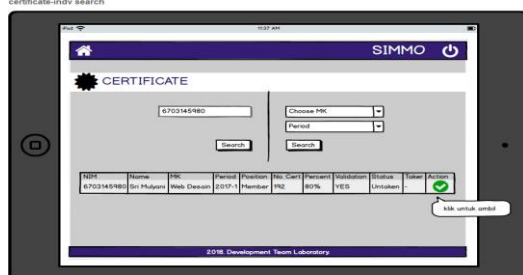 certificate-indv search
iPad
11:37 AM
SIMMO
CERTIFICATE
6703145980
Search
Choose MK
Period
Search
NIM Name MK Period Position No. Cert Percent Validation Status Taker Action
6703145980 Sri Mulyani Web Desain 2017-1 Member 192 80% YES Untaken -
klik untuk ambil
2018. Development Team Laboratory